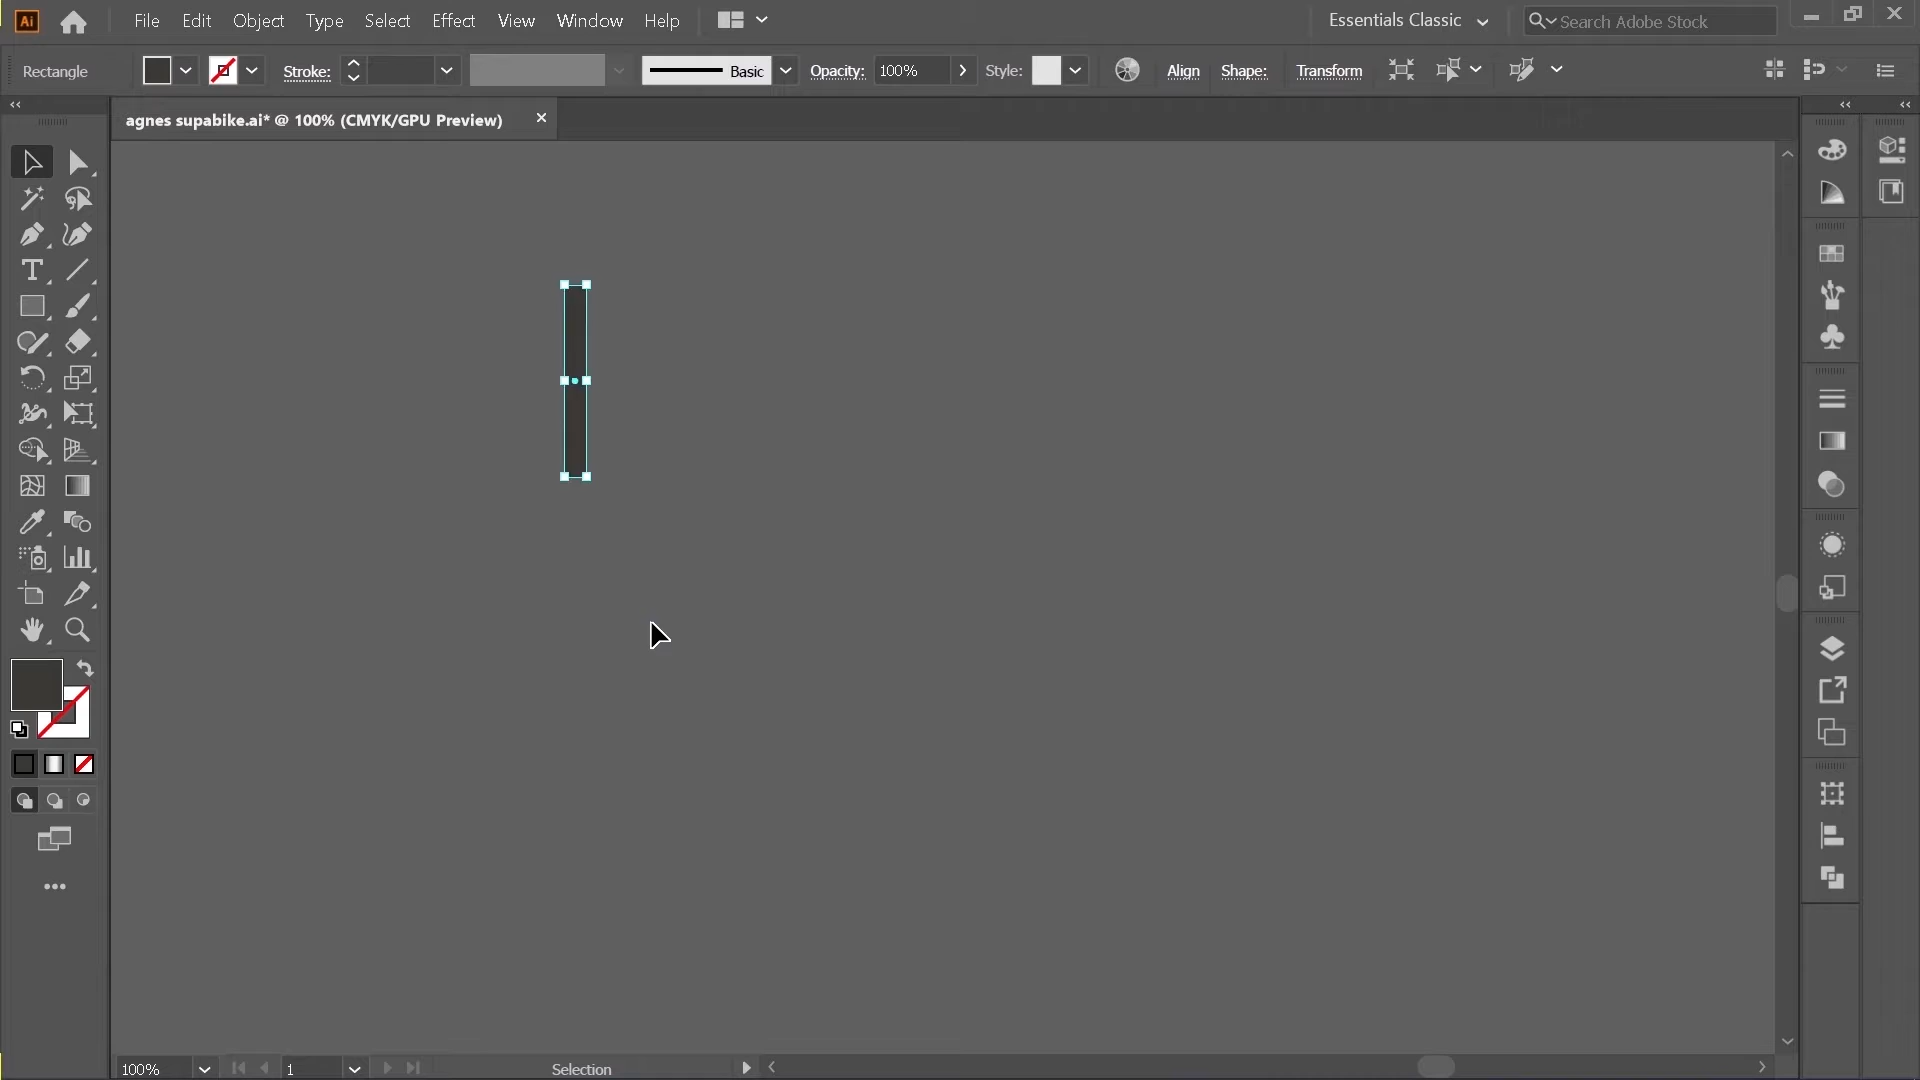 Ai File Edit Object Type Select Effect View Window Help Essentials Classic Search Adobe Stock
Rectangle Stroke: Basic Opacity: 100% Style: Align Shape: Transform
agnes supabike.ai* @ 100% (CMYK/GPU Preview)
T
100% 1 Selection